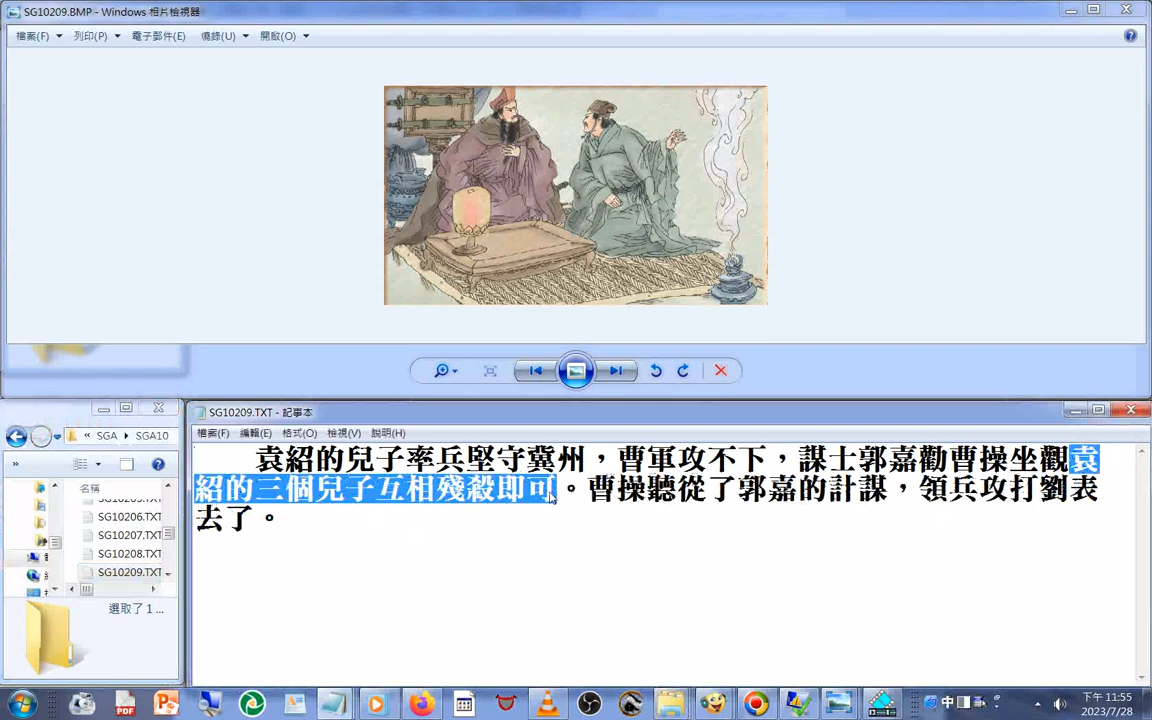 SG10209.BMP - Windows 相片檢視器
檔案(F) 列印(P) 電子郵件(E) 燒錄(U) 開啟(O)
SG10209.TXT - 記事本
« SGA ▸ SGA10
檔案(F) 編輯(E) 格式(O) 檢視(V) 說明(H)
»
名稱
SG10206.TXT
SG10207.TXT
SG10208.TXT
SG10209.TXT
選取了 1 ...
袁紹的兒子率兵堅守冀州，曹軍攻不下，謀士郭嘉勸曹操坐觀袁
紹的三個兒子互相殘殺即可。曹操聽從了郭嘉的計謀，領兵攻打劉表
去了。
PDF
中
下午 11:55
2023/7/28